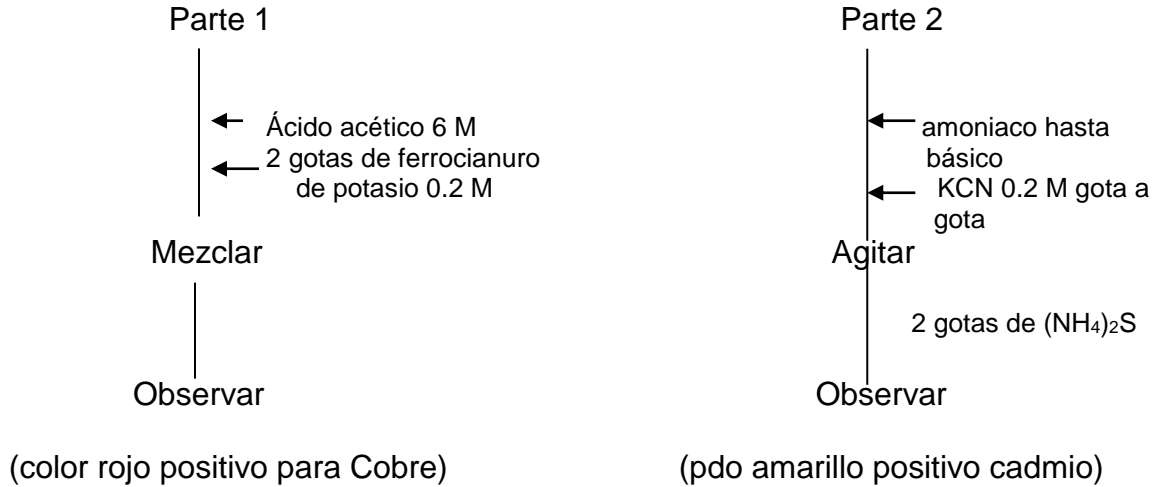 Parte 1
Ácido acético 6 M
2 gotas de ferrocianuro
de potasio 0.2 M
Mezclar
Observar
(color rojo positivo para Cobre)
Parte 2
amoniaco hasta
básico
KCN 0.2 M gota a
gota
Agitar
2 gotas de (NH₄)₂S
Observar
(pdo amarillo positivo cadmio)